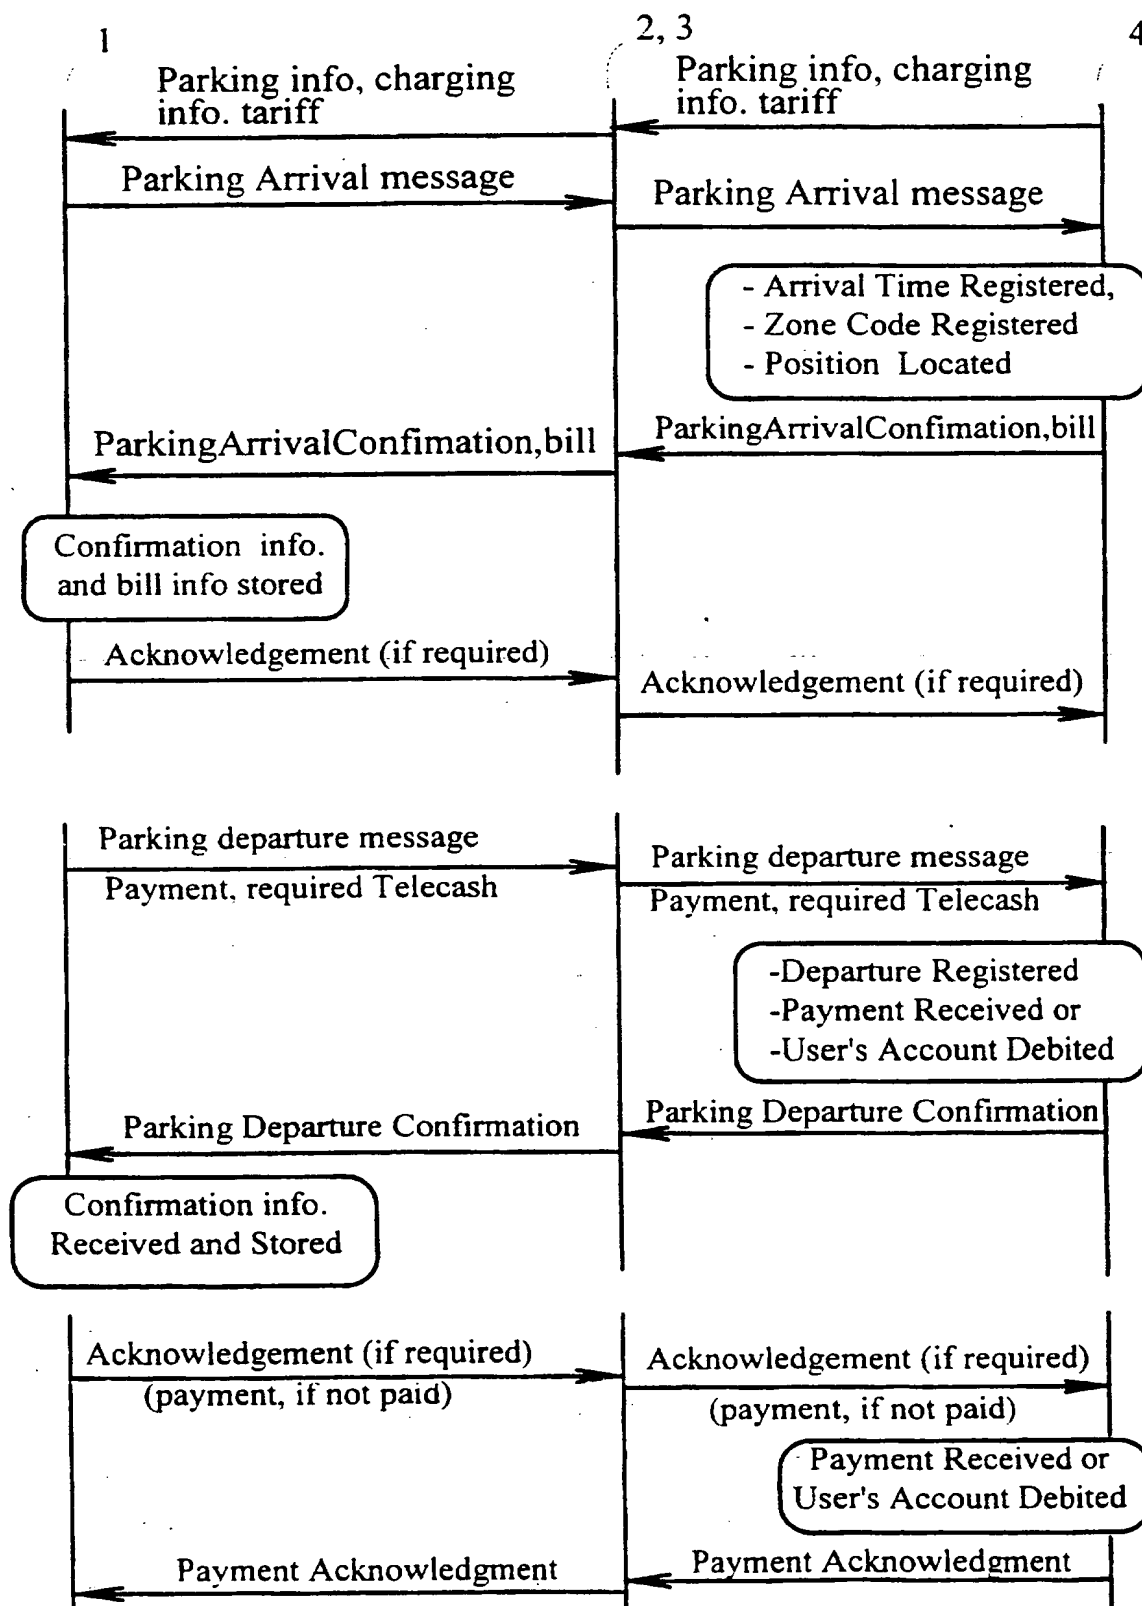 1
2, 3
4
Parking info, charging
info. tariff
Parking info, charging
info. tariff
Parking Arrival message
Parking Arrival message
- Arrival Time Registered,
- Zone Code Registered
- Position Located
ParkingArrivalConfimation,bill
ParkingArrivalConfimation,bill
Confirmation info.
and bill info stored
Acknowledgement (if required)
Acknowledgement (if required)
Parking departure message
Payment, required Telecash
Parking departure message
Payment, required Telecash
-Departure Registered
-Payment Received or
-User's Account Debited
Parking Departure Confirmation
Parking Departure Confirmation
Confirmation info.
Received and Stored
Acknowledgement (if required)
(payment, if not paid)
Acknowledgement (if required)
(payment, if not paid)
Payment Received or
User's Account Debited
Payment Acknowledgment
Payment Acknowledgment